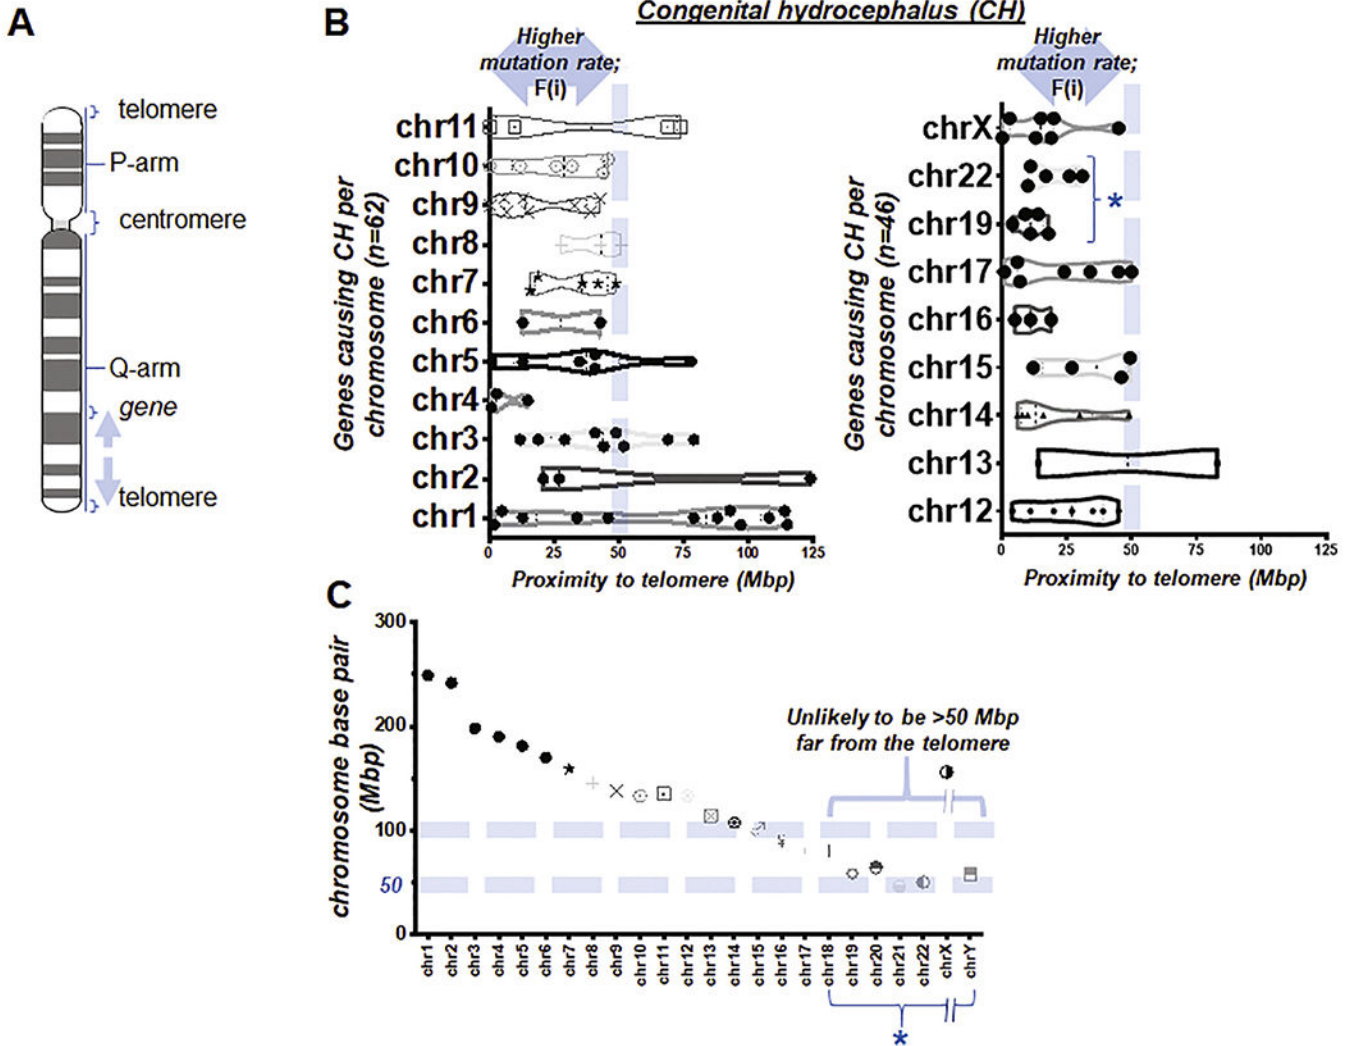 A
telomere
P-arm
centromere
Q-arm
gene
telomere
B
Congenital hydrocephalus (CH)
Higher
mutation rate;
F(i)
Genes causing CH per
chromosome (n=62)
chr11
chr10
chr9
chr8
chr7
chr6
chr5
chr4
chr3
chr2
chr1
0
25
50
75
100
125
Proximity to telomere (Mbp)
Higher
mutation rate;
F(i)
Genes causing CH per
chromosome (n=46)
chrX
chr22
chr19
chr17
chr16
chr15
chr14
chr13
chr12
*
0
25
50
75
100
125
Proximity to telomere (Mbp)
C
chromosome base pair
(Mbp)
300
200
100
50
0
Unlikely to be >50 Mbp
far from the telomere
chr1
chr2
chr3
chr4
chr5
chr6
chr7
chr8
chr9
chr10
chr11
chr12
chr13
chr14
chr15
chr16
chr17
chr18
chr19
chr20
chr21
chr22
chrX
chrY
*